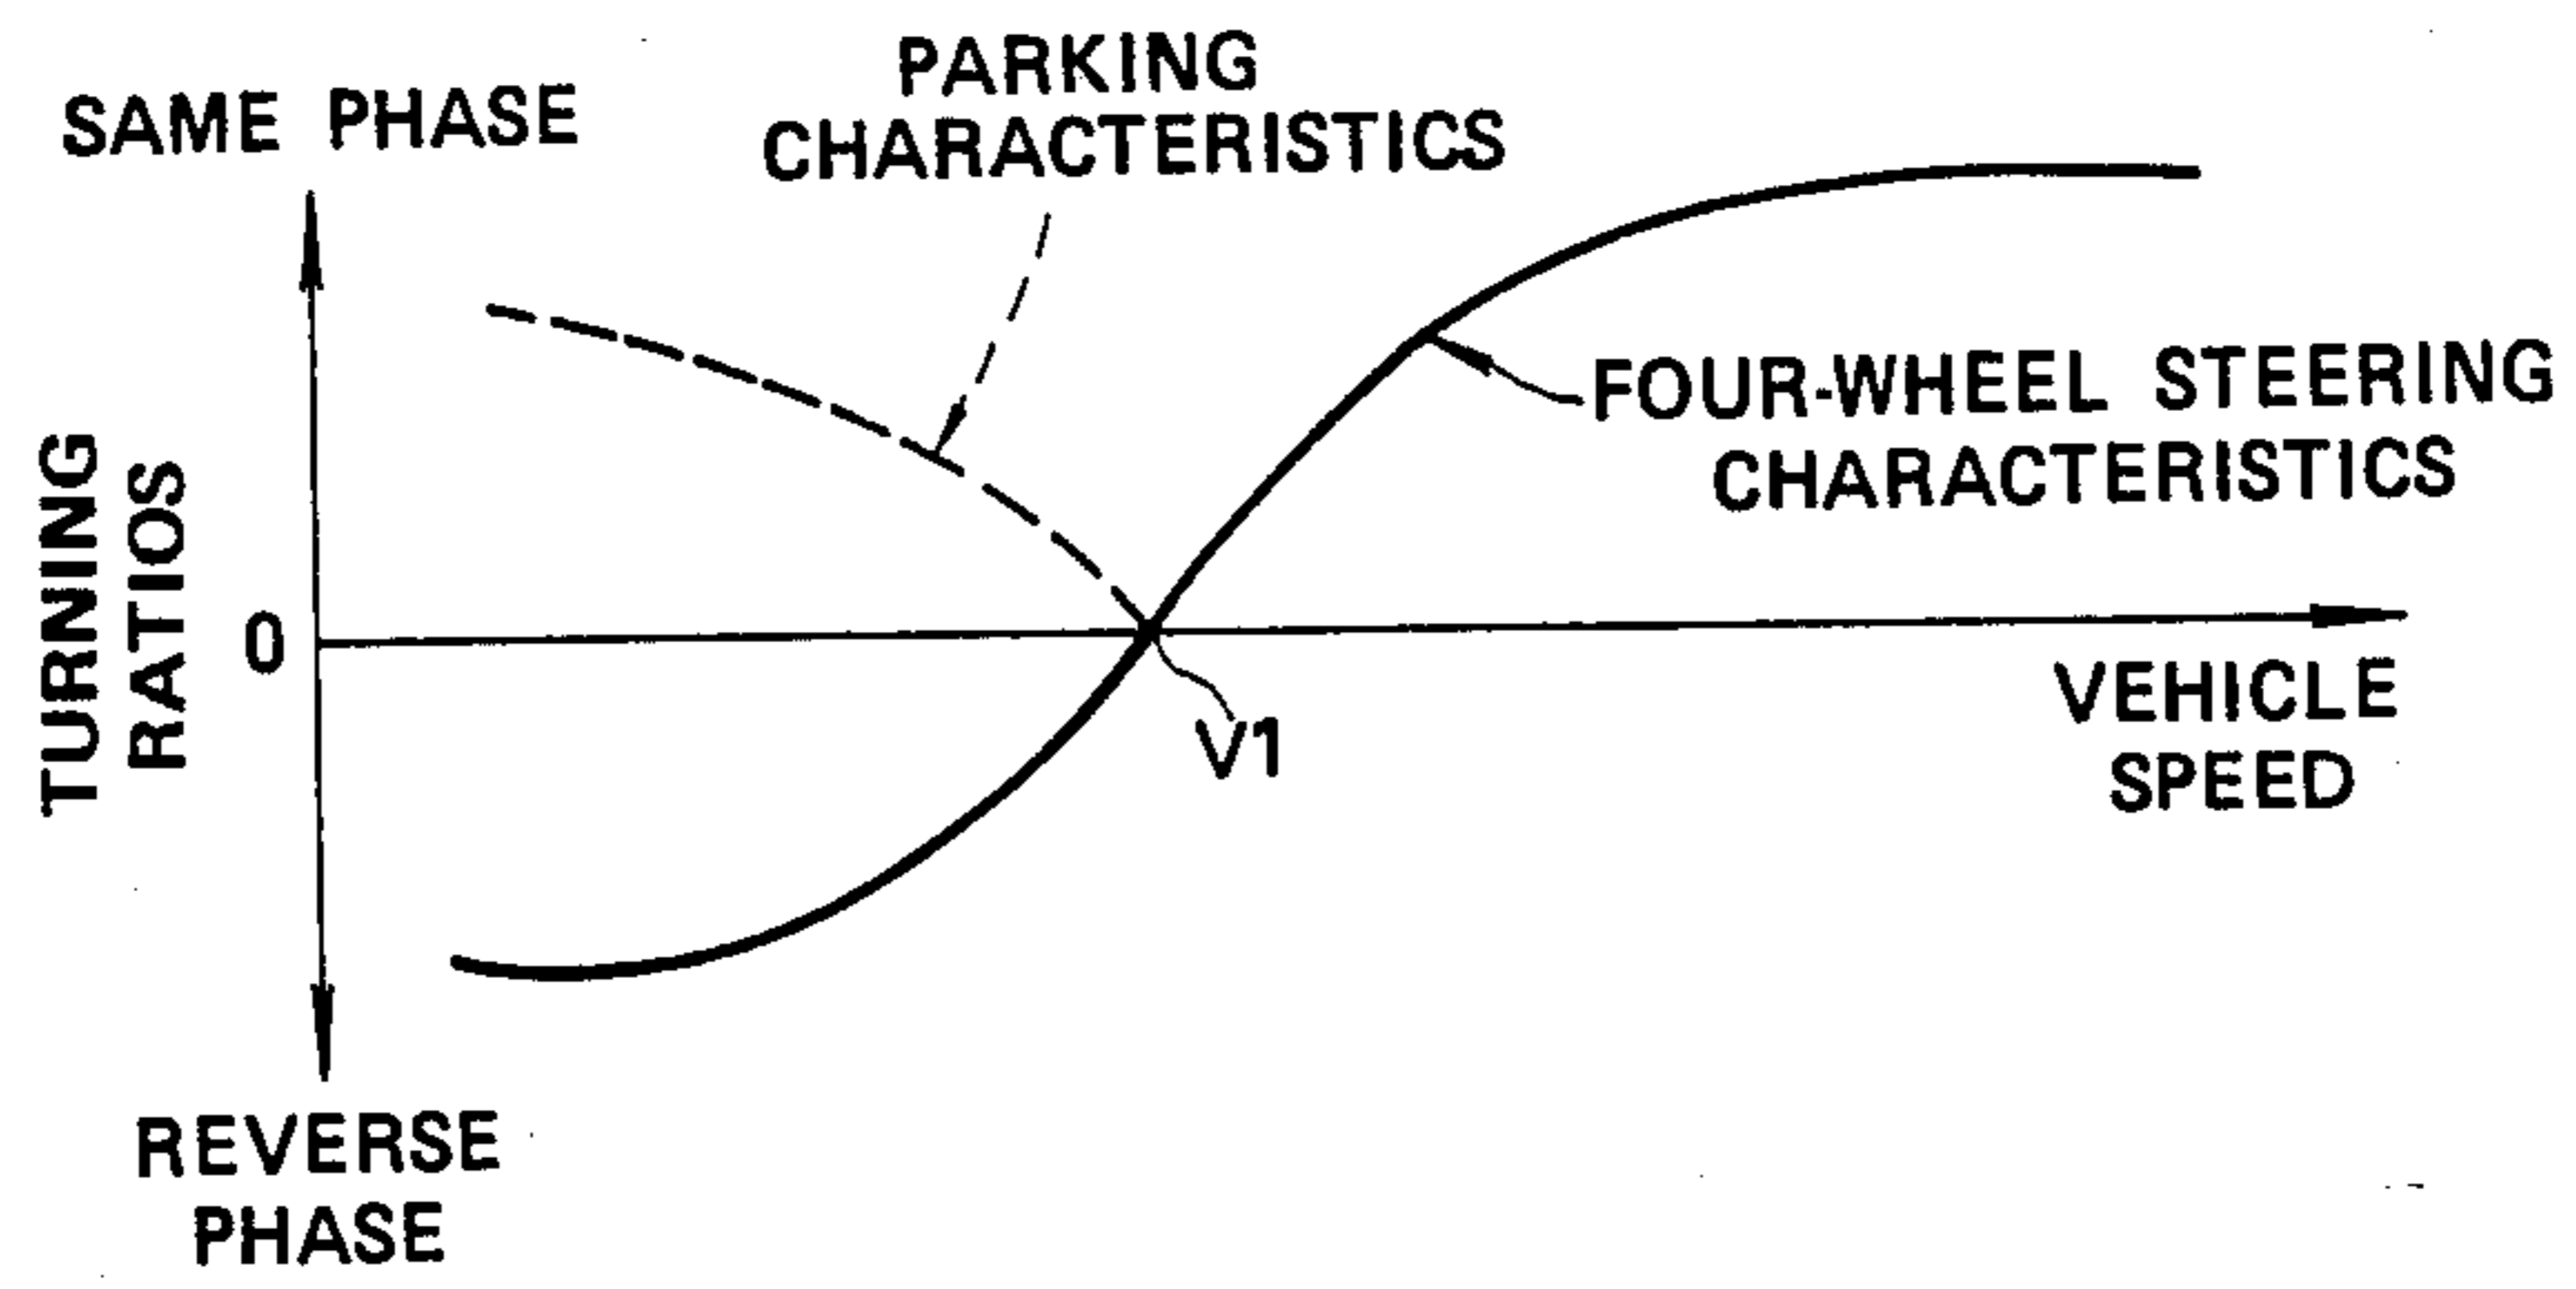 SAME PHASE
PARKING
CHARACTERISTICS
FOUR-WHEEL STEERING
CHARACTERISTICS
TURNING
RATIOS
0
V1
VEHICLE
SPEED
REVERSE
PHASE